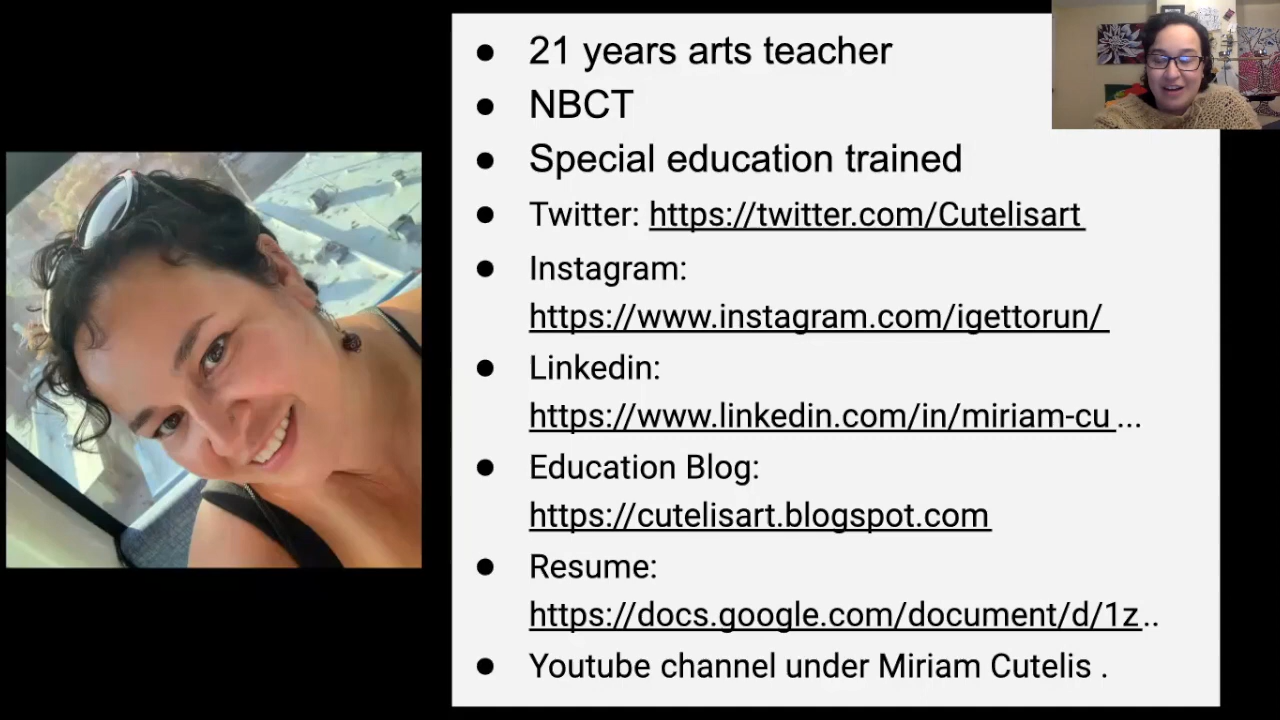 ● 21 years arts teacher
● NBCT
● Special education trained
● Twitter: https://twitter.com/Cutelisart
● Instagram:
https://www.instagram.com/igettorun/
● Linkedin:
https://www.linkedin.com/in/miriam-cu...
● Education Blog:
https://cutelisart.blogspot.com
● Resume:
https://docs.google.com/document/d/1z..
● Youtube channel under Miriam Cutelis .